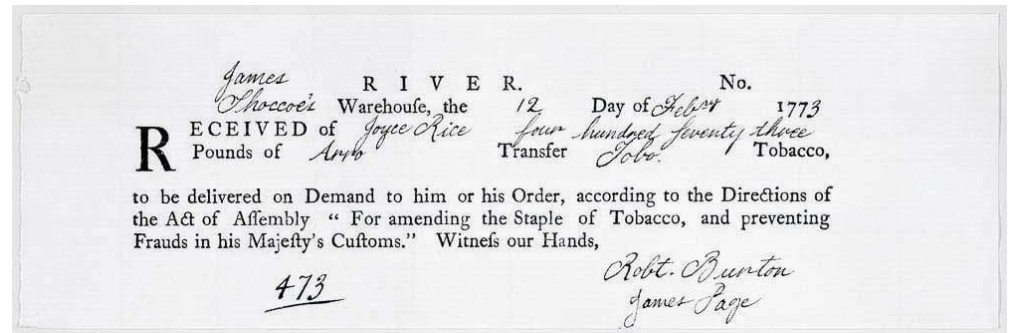 James RIVER. No.
Shoccoe's Warehouſe, the 12 Day of Febry 1773
RECEIVED of Joyce Rice four hundred ſeventy three
Pounds of Arro Transfer Tobo. Tobacco,
to be delivered on Demand to him or his Order, according to the Directions of
the Act of Aſſembly " For amending the Staple of Tobacco, and preventing
Frauds in his Majeſty's Cuſtoms." Witneſs our Hands,
473
Robt. Burton
James Page